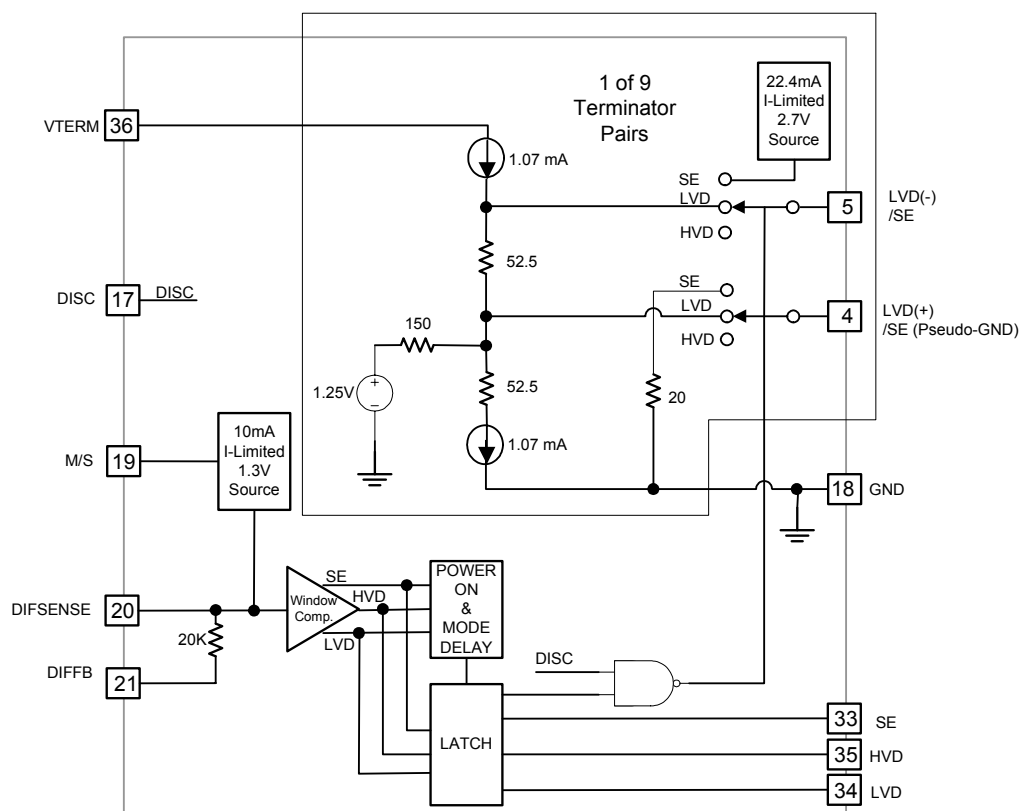 1 of 9
Terminator
Pairs
22.4mA
I-Limited
2.7V
Source
VTERM
36
1.07 mA
SE
LVD
HVD
5
LVD(-)
/SE
52.5
DISC
17
DISC
SE
LVD
HVD
4
LVD(+)
/SE (Pseudo-GND)
150
1.25V
+
−
52.5
20
M/S
19
10mA
I-Limited
1.3V
Source
1.07 mA
18
GND
DIFSENSE
20
20K
DIFFB
21
Window
Comp.
SE
HVD
LVD
POWER
ON
&
MODE
DELAY
DISC
LATCH
33
SE
35
HVD
34
LVD